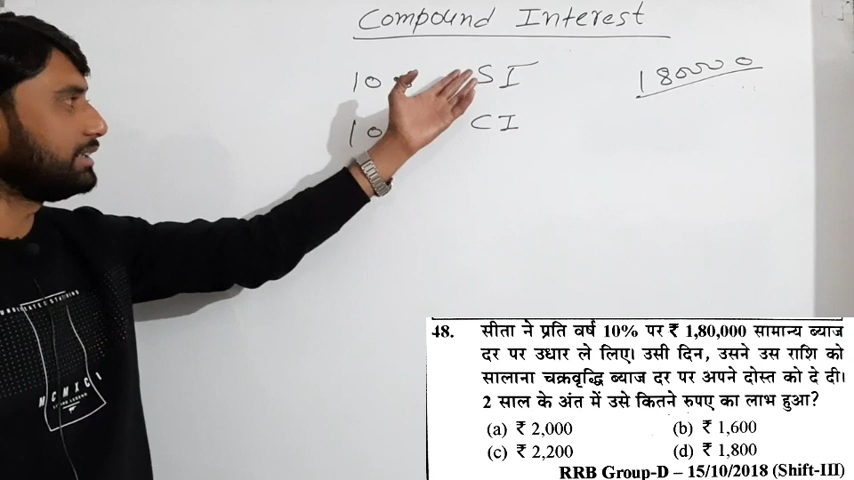 Compound Interest
10 SI 180000
10 CI
M C M X C I
48. सीता ने प्रति वर्ष 10% पर ₹ 1,80,000 सामान्य ब्याज
दर पर उधार ले लिए। उसी दिन, उसने उस राशि को
सालाना चक्रवृद्धि ब्याज दर पर अपने दोस्त को दे दी।
2 साल के अंत में उसे कितने रुपए का लाभ हुआ?
(a) ₹ 2,000 (b) ₹ 1,600
(c) ₹ 2,200 (d) ₹ 1,800
RRB Group-D – 15/10/2018 (Shift-III)